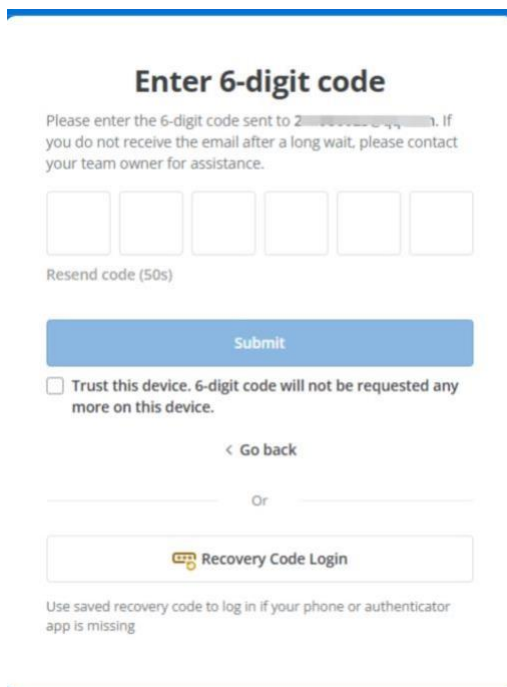 Enter 6-digit code
Please enter the 6-digit code sent to 2 If
you do not receive the email after a long wait, please contact
your team owner for assistance.
Resend code (50s)
Submit
Trust this device. 6-digit code will not be requested any
more on this device.
< Go back
Or
Recovery Code Login
Use saved recovery code to log in if your phone or authenticator
app is missing